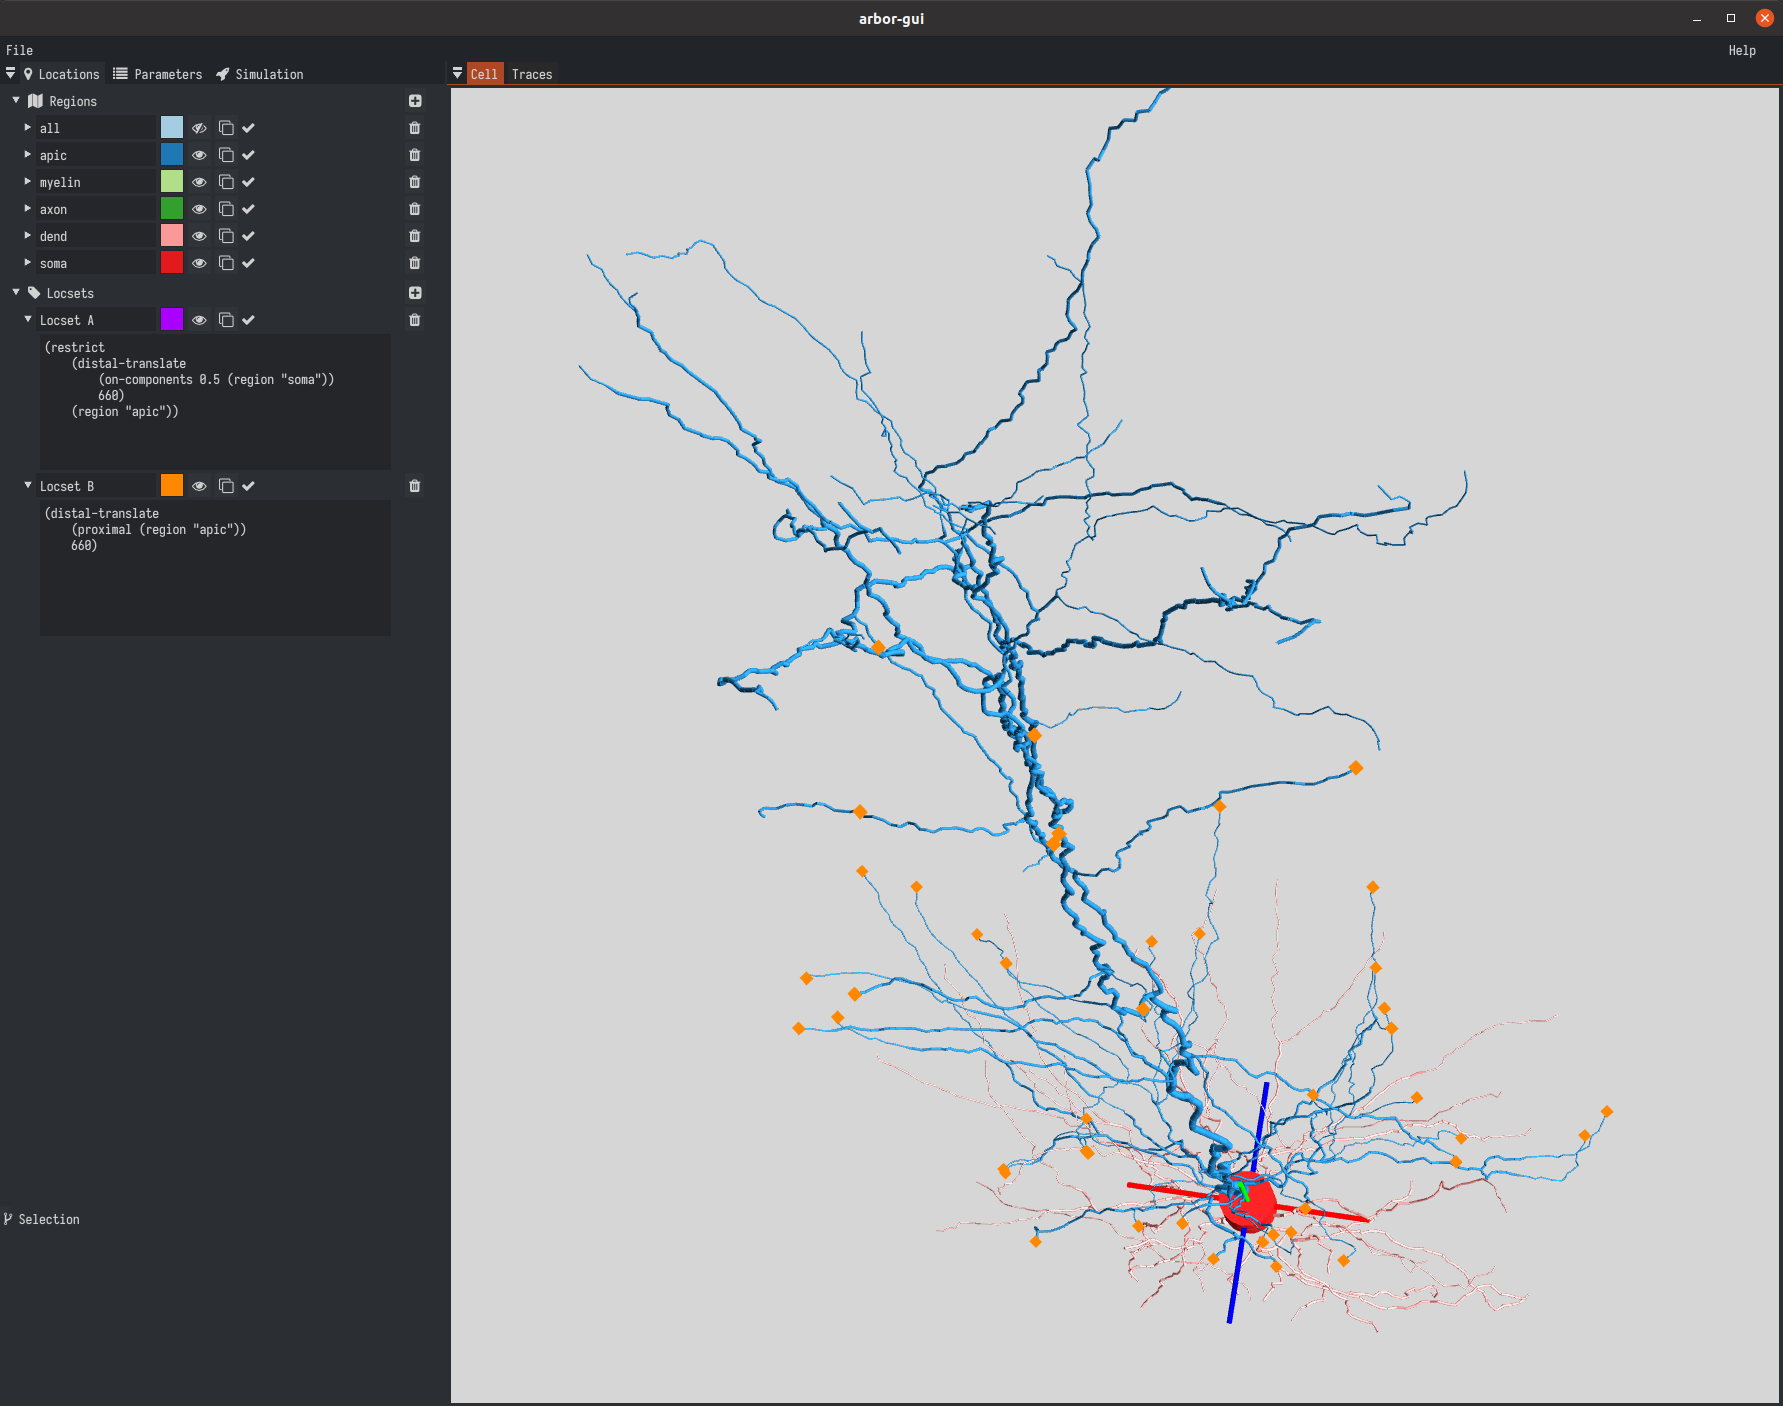 arbor-gui
File
Help
Locations Parameters Simulation
Cell Traces
Regions
all
apic
myelin
axon
dend
soma
Locsets
Locset A
(restrict
    (distal-translate
        (on-components 0.5 (region "soma"))
        660)
    (region "apic"))
Locset B
(distal-translate
    (proximal (region "apic"))
    660)
Selection